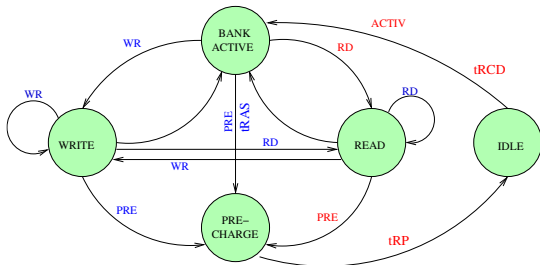 ACTIV
BANK
ACTIVE
WR
RD
tRCD
WR
RD
PRE
tRAS
WRITE
RD
READ
IDLE
WR
PRE
PRE
PRE-
CHARGE
tRP